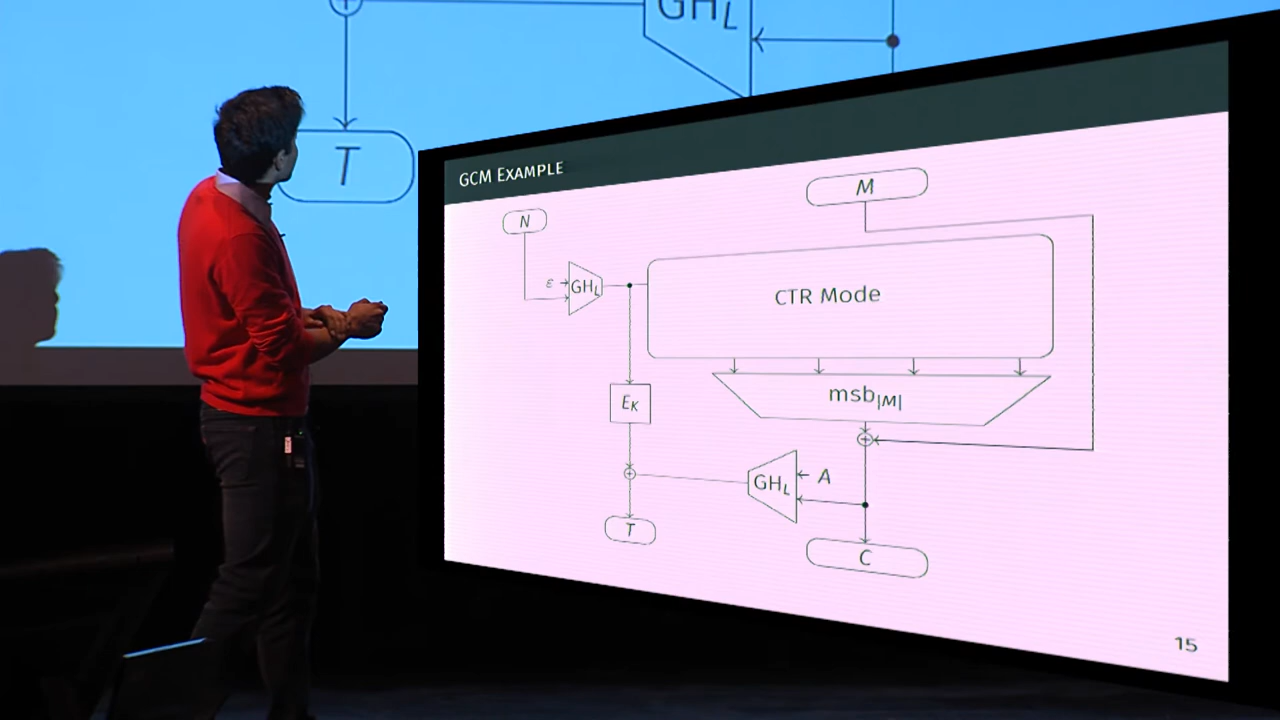 GH_L
T
GCM EXAMPLE
M
N
ε
GH_L
CTR Mode
E_K
msb_|M|
GH_L
A
T
C
15